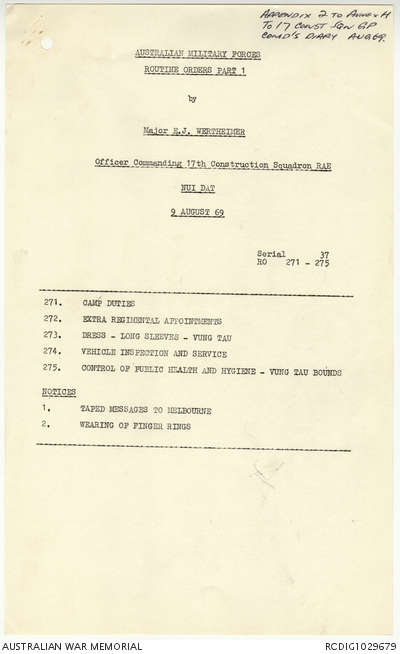 APPENDIX 2 TO ANNEX H
TO 17 CONST SQN GP
COMD'S DIARY AUG 69.
AUSTRALIAN MILITARY FORCES
ROUTINE ORDERS PART 1
by
Major E.J. WERTHEIMER
Officer Commanding 17th Construction Squadron RAE
NUI DAT
9 AUGUST 69
Serial 37
RO 271 - 275
271. CAMP DUTIES
272. EXTRA REGIMENTAL APPOINTMENTS
273. DRESS - LONG SLEEVES - VUNG TAU
274. VEHICLE INSPECTION AND SERVICE
275. CONTROL OF PUBLIC HEALTH AND HYGIENE - VUNG TAU BOUNDS
NOTICES
1. TAPED MESSAGES TO MELBOURNE
2. WEARING OF FINGER RINGS
AUSTRALIAN WAR MEMORIAL RCDIG1029679